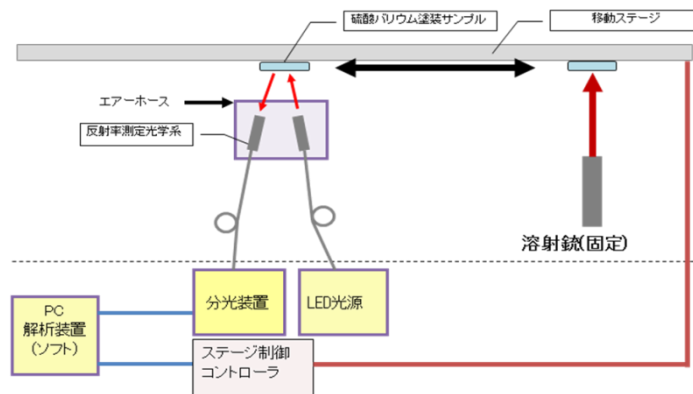 硫酸バリウム塗装サンプル
移動ステージ
エアーホース
反射率測定光学系
溶射銃(固定)
分光装置
LED光源
PC
解析装置
(ソフト)
ステージ制御
コントローラ